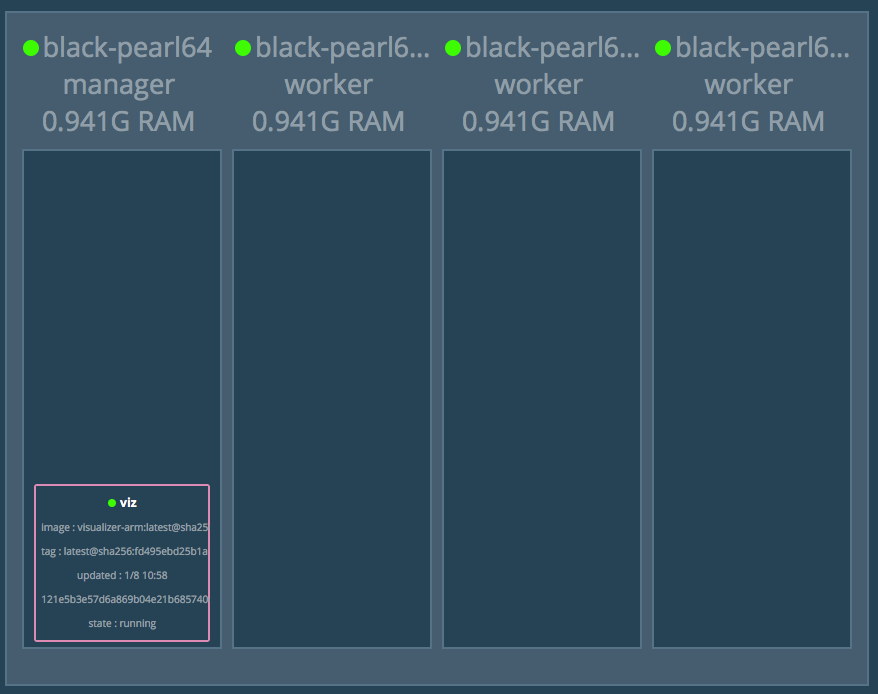 black-pearl64
manager
0.941G RAM
black-pearl6...
worker
0.941G RAM
black-pearl6...
worker
0.941G RAM
black-pearl6...
worker
0.941G RAM
viz
image : visualizer-arm:latest@sha25
tag : latest@sha256:fd495ebd25b1a
updated : 1/8 10:58
121e5b3e57d6a869b04e21b685740
state : running